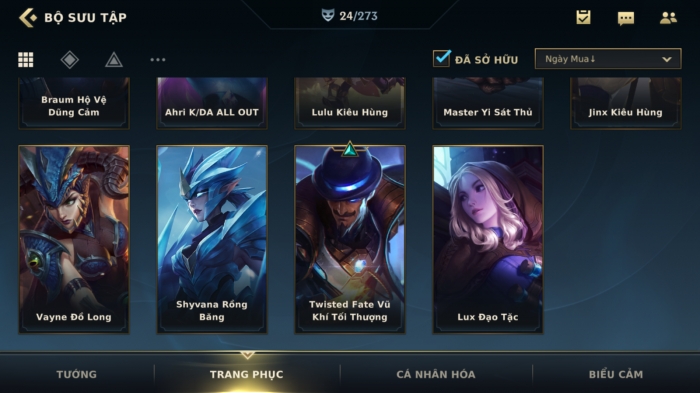 BỘ SƯU TẬP
24/273
ĐÃ SỞ HỮU
Ngày Mua↓
Braum Hộ Vệ
Dũng Cảm
Ahri K/DA ALL OUT
Lulu Kiêu Hùng
Master Yi Sát Thủ
Jinx Kiêu Hùng
Vayne Đồ Long
Shyvana Rồng
Băng
Twisted Fate Vũ
Khí Tối Thượng
Lux Đạo Tặc
TƯỚNG
TRANG PHỤC
CÁ NHÂN HÓA
BIỂU CẢM